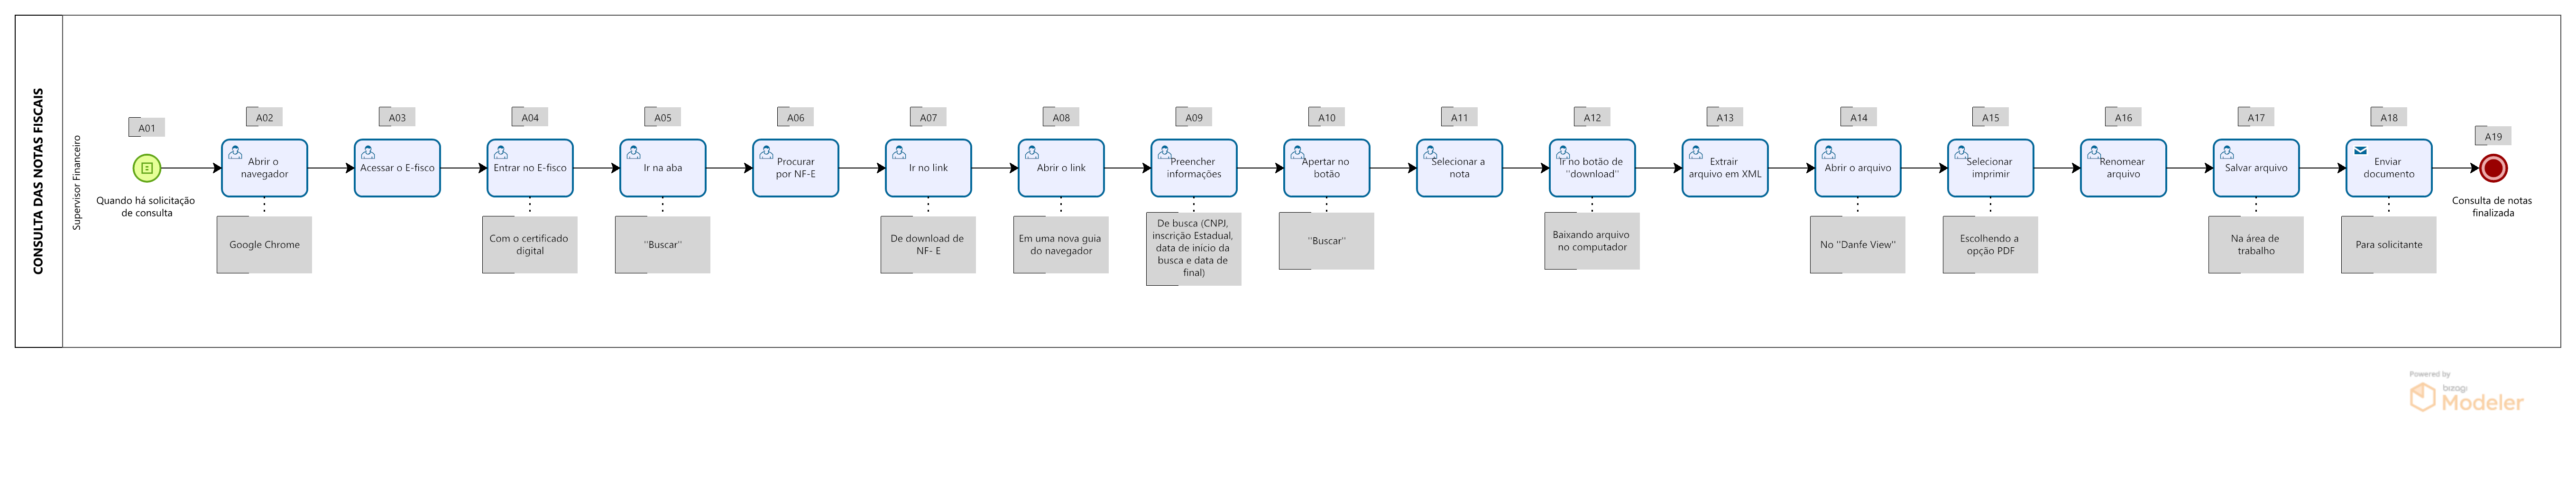 CONSULTA DAS NOTAS FISCAIS
Supervisor Financeiro
A01
Quando há solicitação
de consulta
A02
Abrir o
navegador
Google Chrome
A03
Acessar o E-fisco
A04
Entrar no E-fisco
Com o certificado
digital
A05
Ir na aba
"Buscar"
A06
Procurar
por NF-E
A07
Ir no link
De download de
NF- E
A08
Abrir o link
Em uma nova guia
do navegador
A09
Preencher
informações
De busca (CNPJ,
inscrição Estadual,
data de inicio da
busca e data de
final)
A10
Apertar no
botão
"Buscar"
A11
Selecionar a
nota
A12
Ir no botão de
"download"
Baixando arquivo
no computador
A13
Extrair
arquivo em XML
A14
Abrir o arquivo
No "Danfe View"
A15
Selecionar
imprimir
Escolhendo a
opção PDF
A16
Renomear
arquivo
A17
Salvar arquivo
Na área de
trabalho
A18
Enviar
documento
Para solicitante
A19
Consulta de notas
finalizada
Powered by
bizagi
Modeler